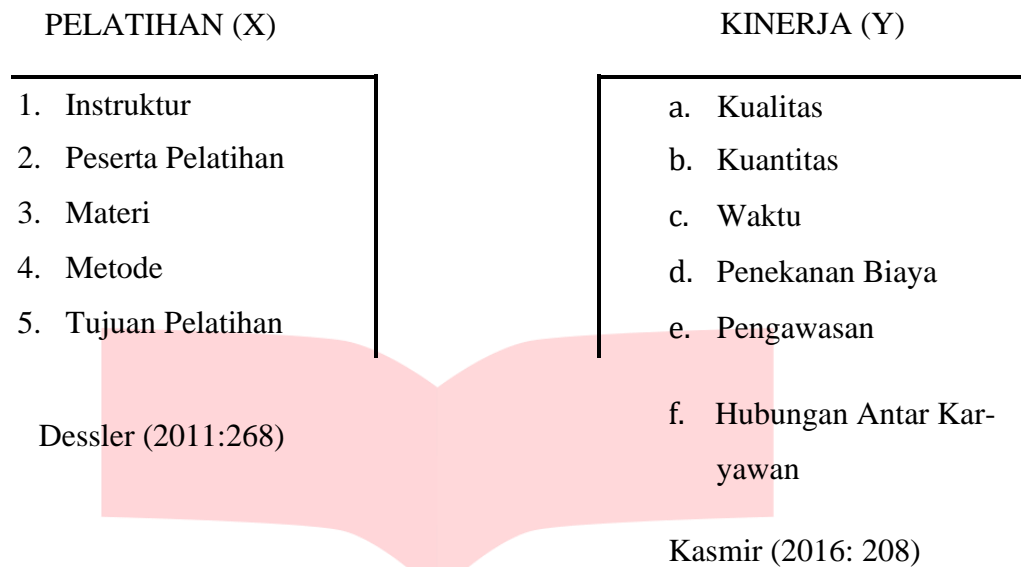 PELATIHAN (X)
1. Instruktur
2. Peserta Pelatihan
3. Materi
4. Metode
5. Tujuan Pelatihan
Dessler (2011:268)
KINERJA (Y)
a. Kualitas
b. Kuantitas
c. Waktu
d. Penekanan Biaya
e. Pengawasan
f. Hubungan Antar Kar-
yawan
Kasmir (2016: 208)